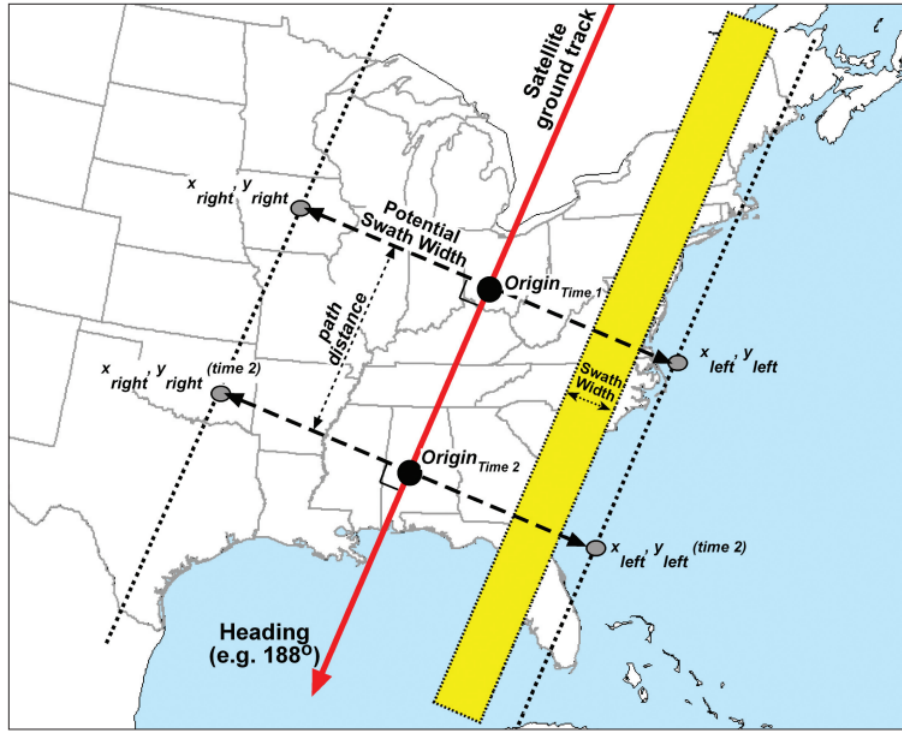 Satellite
ground track
x right, y right
Potential
Swath Width
Origin Time 1
path
distance
x left, y left
x right, y right (time 2)
Swath
Width
Origin Time 2
x left, y left (time 2)
Heading
(e.g. 188º)